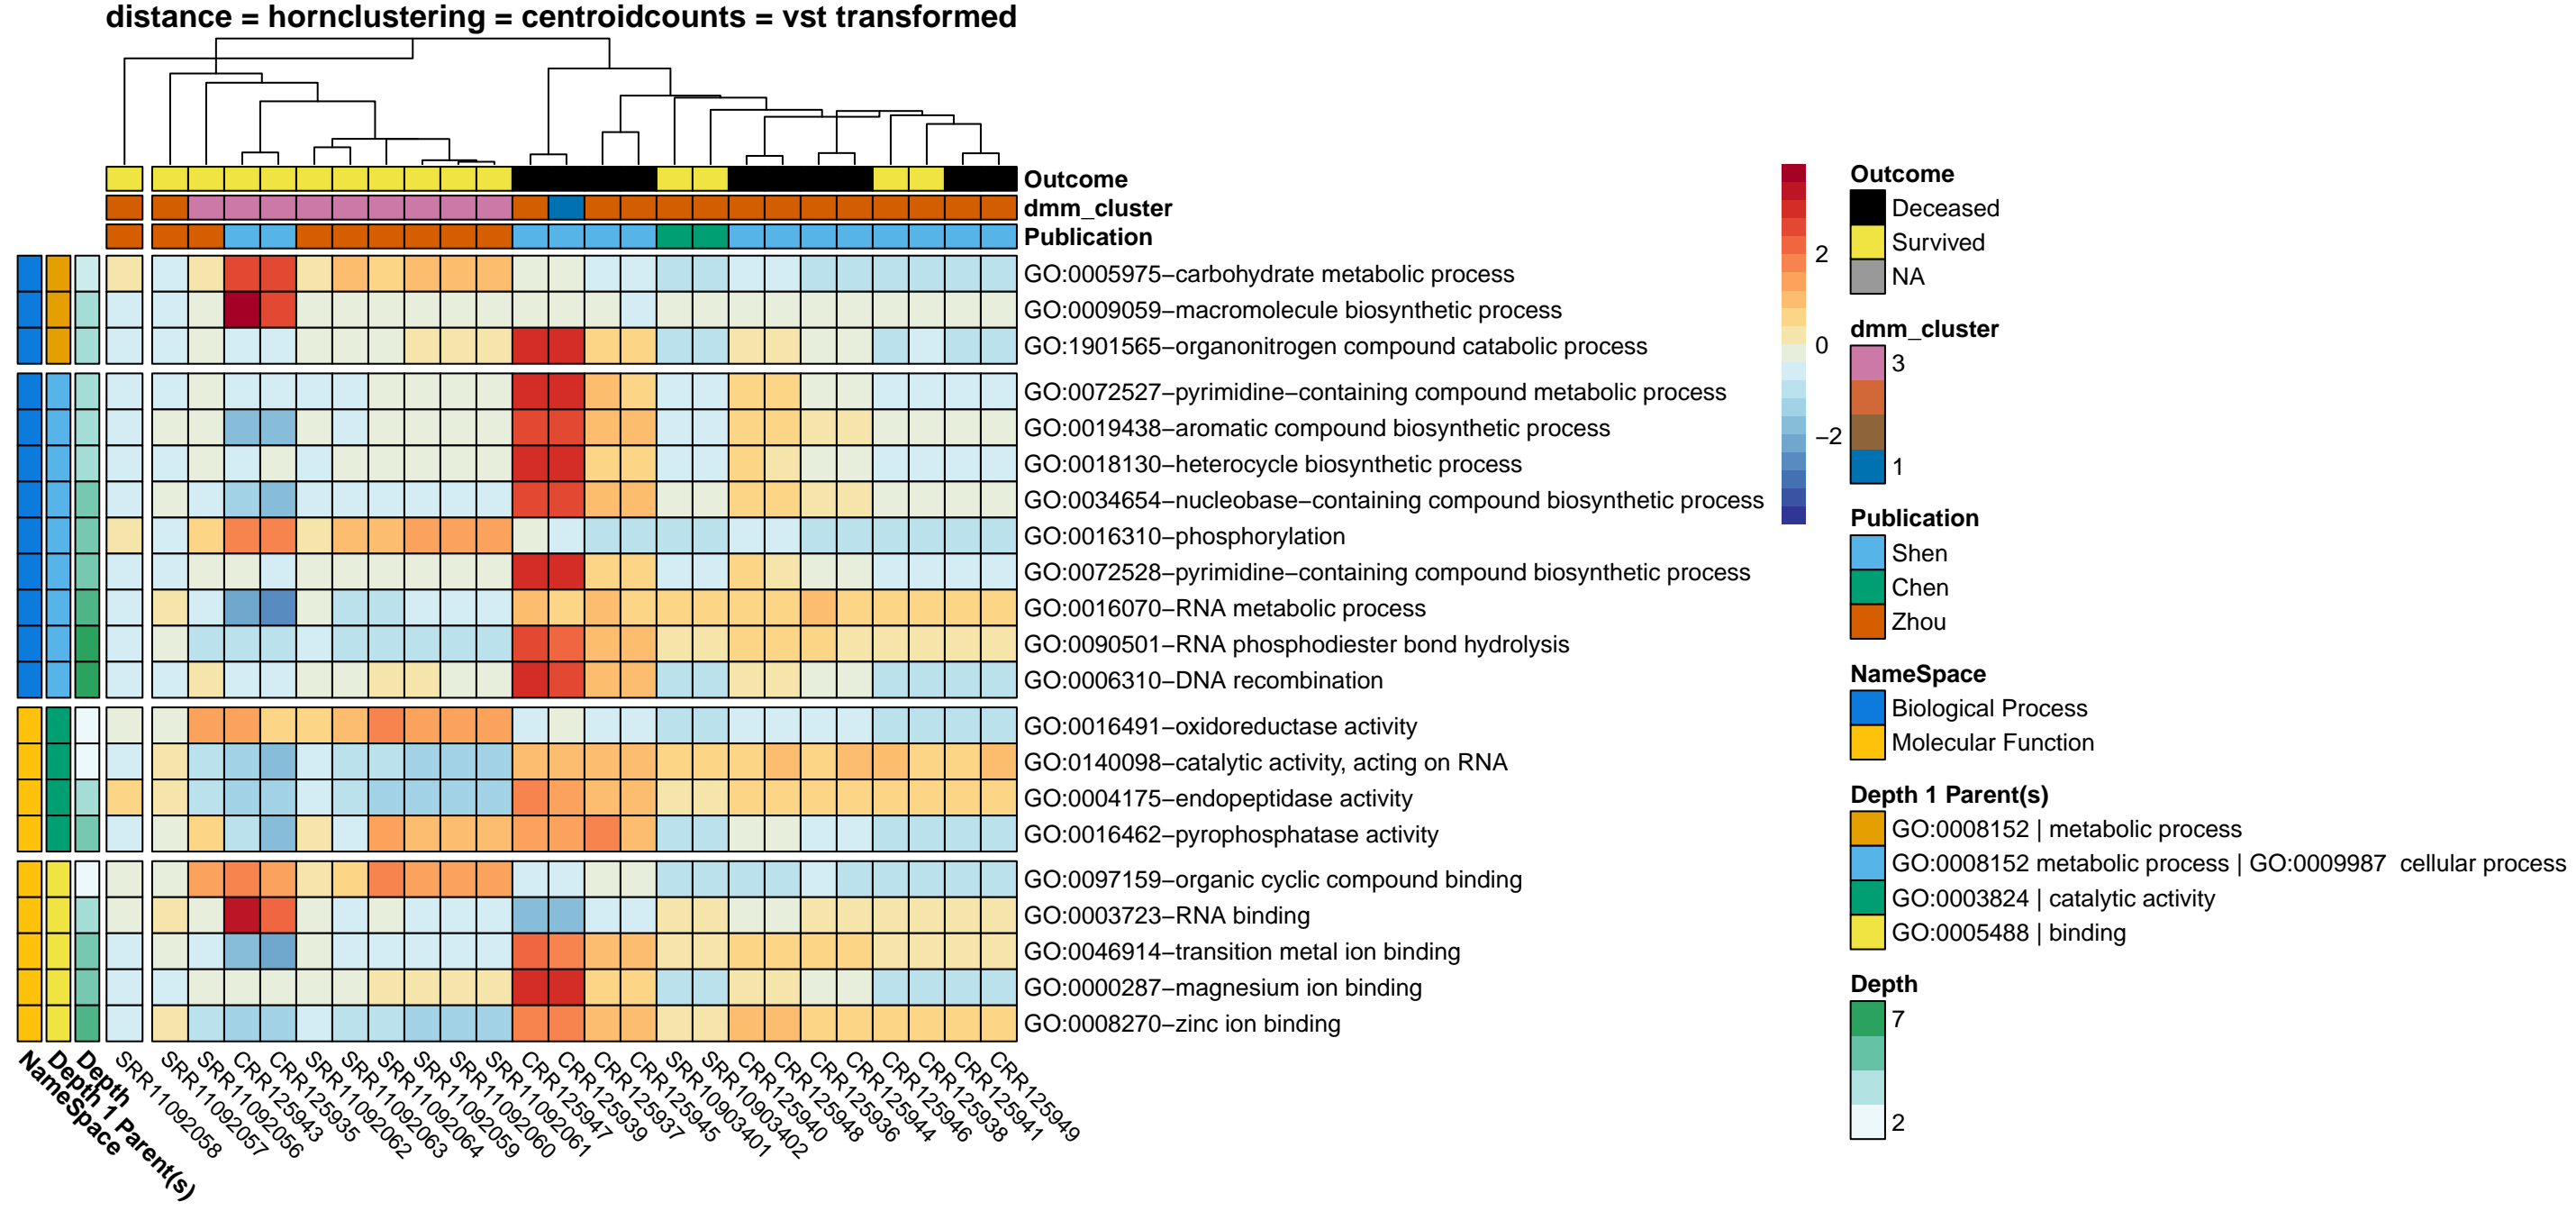 distance = hornclustering = centroidcounts = vst transformed
Outcome
dmm_cluster
Publication
GO:0005975−carbohydrate metabolic process
GO:0009059−macromolecule biosynthetic process
GO:1901565−organonitrogen compound catabolic process
GO:0072527−pyrimidine−containing compound metabolic process
GO:0019438−aromatic compound biosynthetic process
GO:0018130−heterocycle biosynthetic process
GO:0034654−nucleobase−containing compound biosynthetic process
GO:0016310−phosphorylation
GO:0072528−pyrimidine−containing compound biosynthetic process
GO:0016070−RNA metabolic process
GO:0090501−RNA phosphodiester bond hydrolysis
GO:0006310−DNA recombination
GO:0016491−oxidoreductase activity
GO:0140098−catalytic activity, acting on RNA
GO:0004175−endopeptidase activity
GO:0016462−pyrophosphatase activity
GO:0097159−organic cyclic compound binding
GO:0003723−RNA binding
GO:0046914−transition metal ion binding
GO:0000287−magnesium ion binding
GO:0008270−zinc ion binding
NameSpace
Depth 1 Parent(s)
Depth
SRR11092058
SRR11092057
SRR11092056
CRR125943
CRR125935
SRR11092062
SRR11092063
SRR11092064
SRR11092059
SRR11092060
SRR11092061
CRR125947
CRR125939
CRR125937
CRR125945
SRR10903401
SRR10903402
CRR125940
CRR125948
CRR125936
CRR125944
CRR125946
CRR125938
CRR125941
CRR125949
2
0
−2
Outcome
Deceased
Survived
NA
dmm_cluster
3
1
Publication
Shen
Chen
Zhou
NameSpace
Biological Process
Molecular Function
Depth 1 Parent(s)
GO:0008152 | metabolic process
GO:0008152 metabolic process | GO:0009987 cellular process
GO:0003824 | catalytic activity
GO:0005488 | binding
Depth
7
2